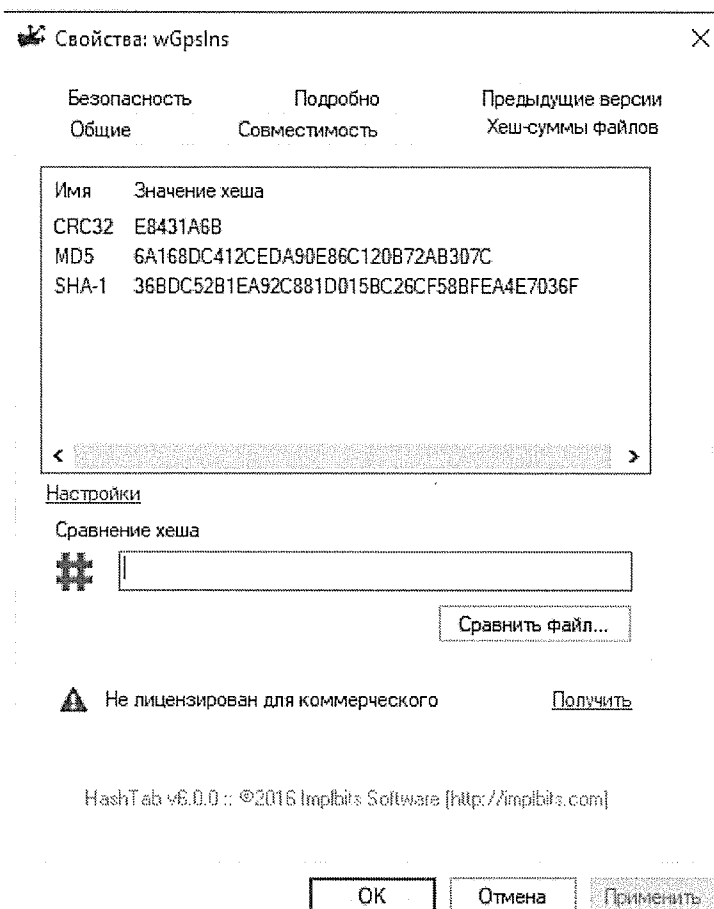 Свойства: wGpsIns
Безопасность Подробно Предыдущие версии
Общие Совместимость Хеш-суммы файлов
Имя Значение хеша
CRC32 E8431A6B
MD5 6A168DC412CEDA90E86C120B72AB307C
SHA-1 36BDC52B1EA92C881D015BC26CF58BFEA4E7036F
Настройки
Сравнение хеша
Сравнить файл...
Не лицензирован для коммерческого Получить
HashTab v6.0.0 :: ©2016 Implbits Software [http://implbits.com]
ОК Отмена Применить